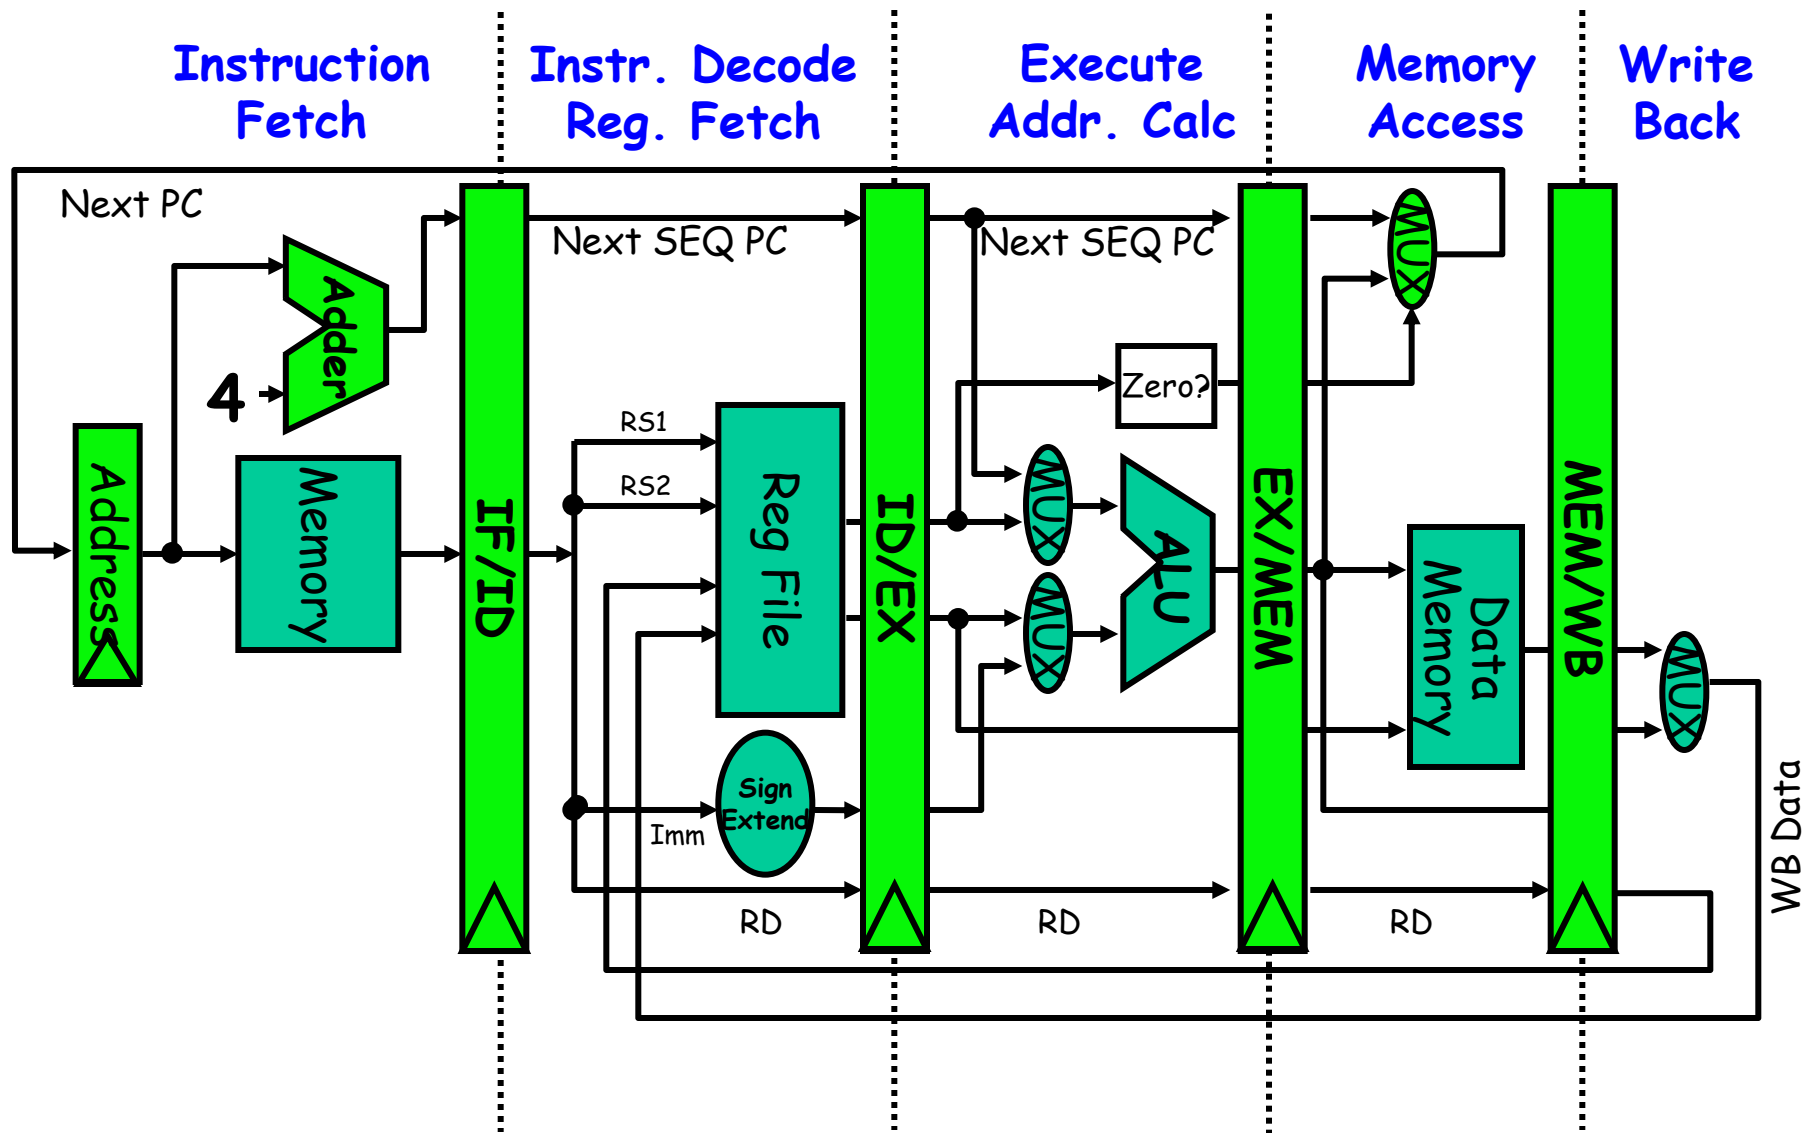 Instruction
Fetch
Instr. Decode
Reg. Fetch
Execute
Addr. Calc
Memory
Access
Write
Back
Next PC
Next SEQ PC
Next SEQ PC
MUX
Adder
4
Zero?
RS1
RS2
Address
Memory
IF/ID
Reg File
ID/EX
MUX
MUX
ALU
EX/MEM
Data
Memory
MEM/WB
MUX
Sign
Extend
Imm
RD
RD
RD
WB Data